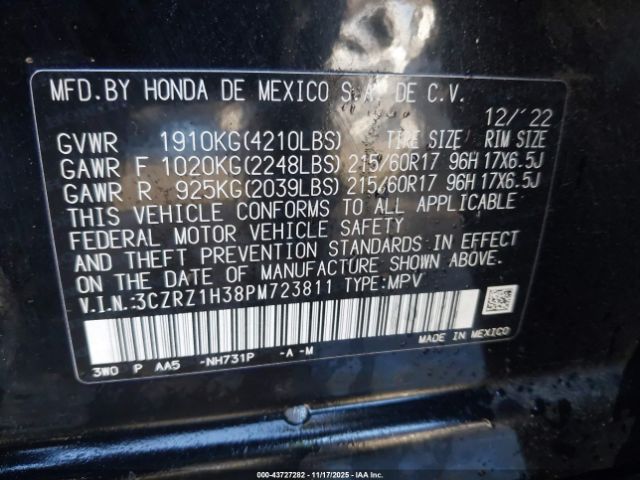 MFD.BY HONDA DE MEXICO S.A. DE C.V.
12/'22
GVWR 1910KG(4210LBS) TIRE SIZE RIM SIZE
GAWR F 1020KG(2248LBS) 215/60R17 96H 17X6.5J
GAWR R 925KG(2039LBS) 215/60R17 96H 17X6.5J
THIS VEHICLE CONFORMS TO ALL APPLICABLE
FEDERAL MOTOR VEHICLE SAFETY
AND THEFT PREVENTION STANDARDS IN EFFECT
ON THE DATE OF MANUFACTURE SHOWN ABOVE.
V.I.N.:3CZRZ1H38PM723811 TYPE:MPV
MADE IN MEXICO
3W0 P AA5 -NH731P -A -M
000-43727282 - 11/17/2025 - IAA Inc.